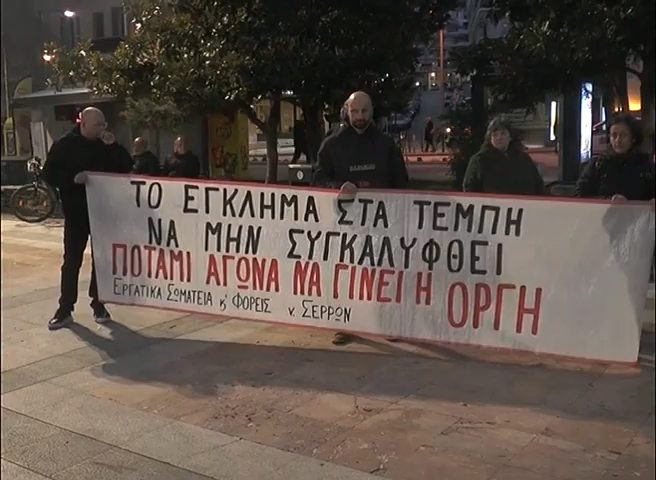 ΤΟ ΕΓΚΛΗΜΑ ΣΤΑ ΤΕΜΠΗ
ΝΑ ΜΗΝ ΣΥΓΚΑΛΥΦΘΕΙ
ΠΟΤΑΜΙ ΑΓΩΝΑ ΝΑ ΓΙΝΕΙ Η ΟΡΓΗ
ΕΡΓΑΤΙΚΑ ΣΩΜΑΤΕΙΑ κ' ΦΟΡΕΙΣ ν ΣΕΡΡΩΝ